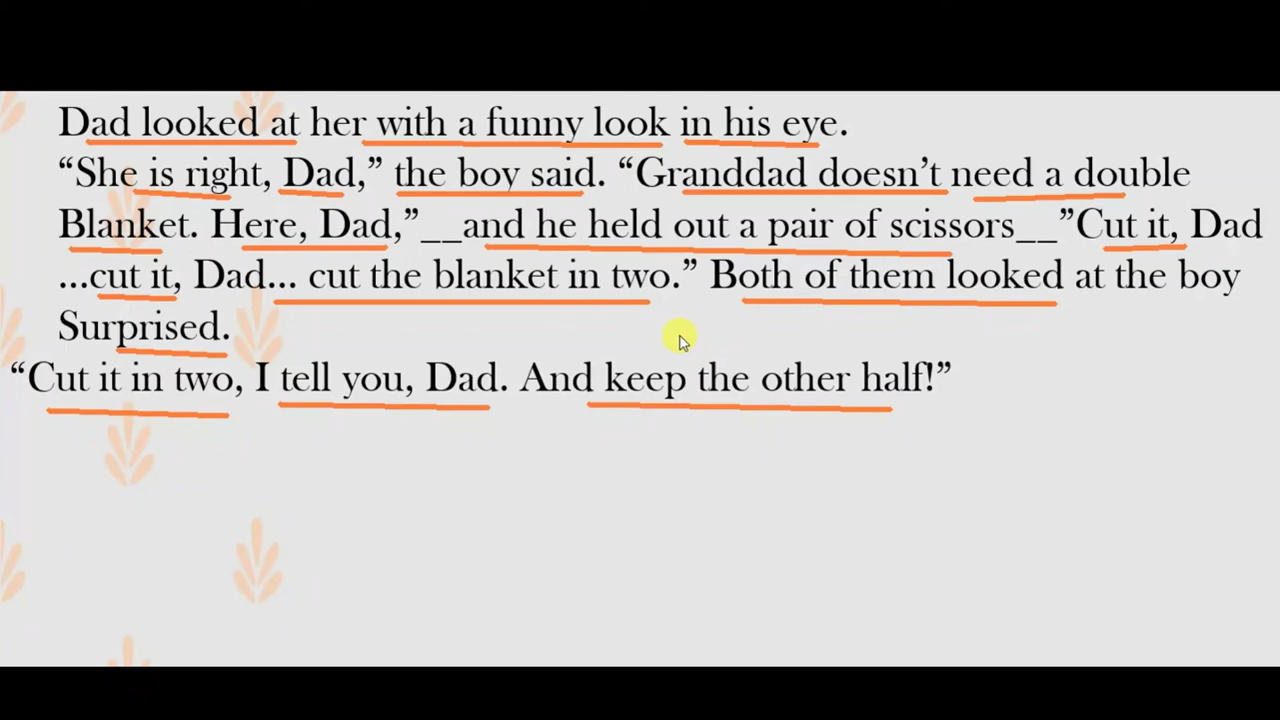 Dad looked at her with a funny look in his eye.
“She is right, Dad,” the boy said. “Granddad doesn’t need a double
Blanket. Here, Dad,”__and he held out a pair of scissors__”Cut it, Dad
...cut it, Dad... cut the blanket in two.” Both of them looked at the boy
Surprised.
“Cut it in two, I tell you, Dad. And keep the other half!”